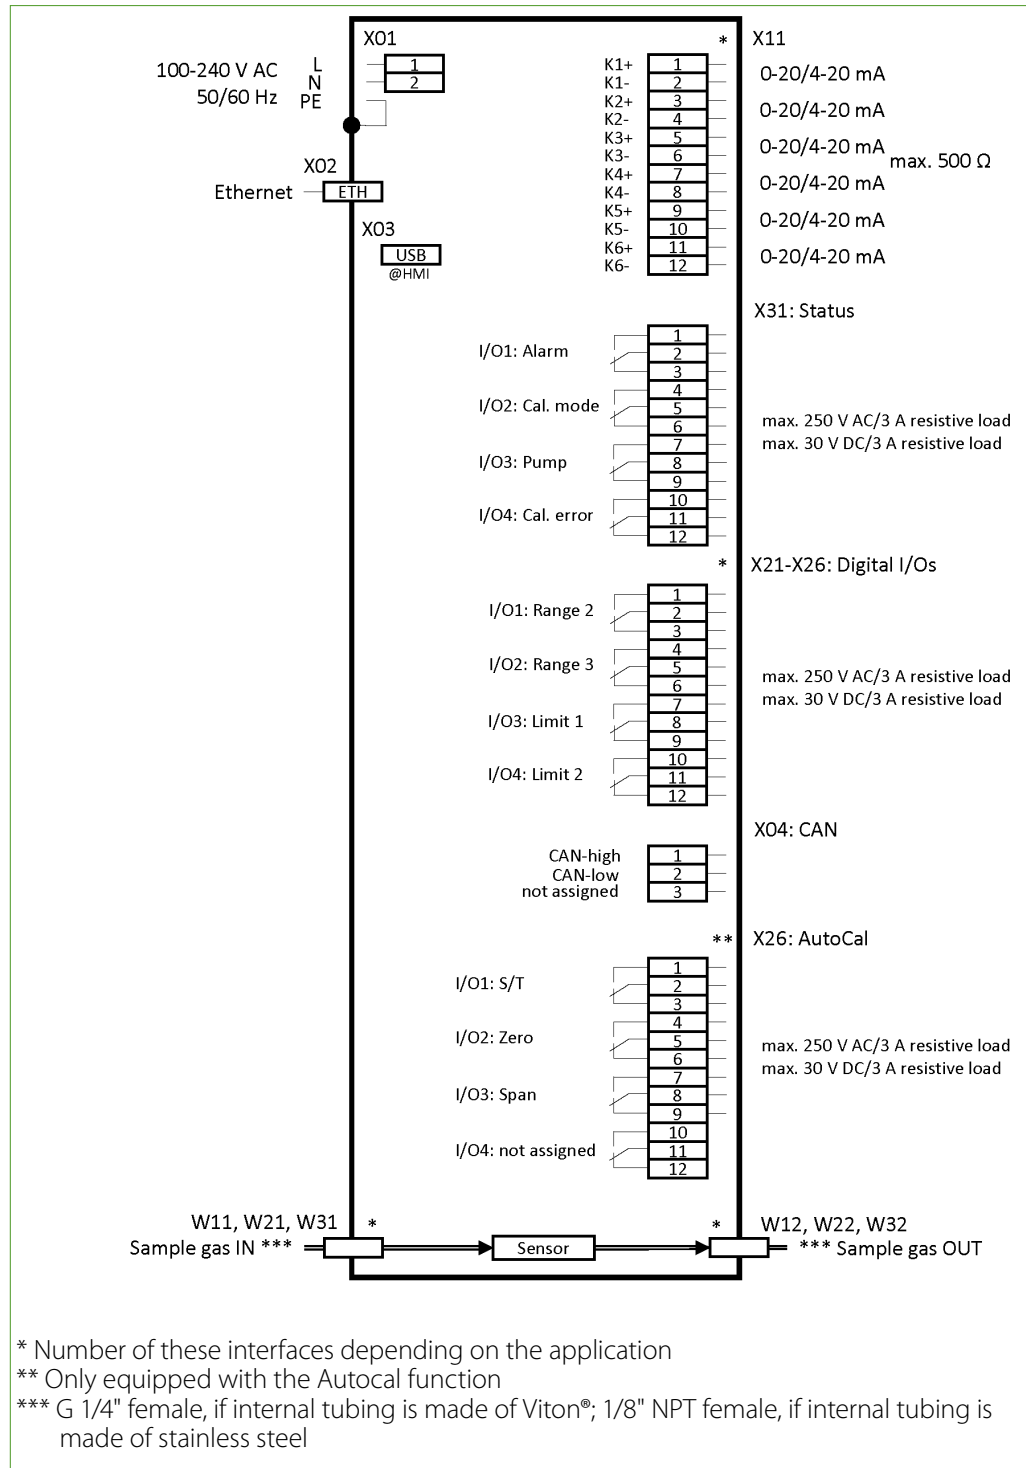 X01
100-240 V AC
50/60 Hz
L
N
PE
1
2
X02
Ethernet
ETH
X03
USB
@HMI
* X11
K1+ 1
K1- 2
0-20/4-20 mA
K2+ 3
K2- 4
0-20/4-20 mA
K3+ 5
K3- 6
0-20/4-20 mA
max. 500 Ω
K4+ 7
K4- 8
0-20/4-20 mA
K5+ 9
K5- 10
0-20/4-20 mA
K6+ 11
K6- 12
0-20/4-20 mA
X31: Status
1
I/O1: Alarm 2
3
4
I/O2: Cal. mode 5
6
7
I/O3: Pump 8
9
10
I/O4: Cal. error 11
12
max. 250 V AC/3 A resistive load
max. 30 V DC/3 A resistive load
* X21-X26: Digital I/Os
1
I/O1: Range 2 2
3
4
I/O2: Range 3 5
6
7
I/O3: Limit 1 8
9
10
I/O4: Limit 2 11
12
max. 250 V AC/3 A resistive load
max. 30 V DC/3 A resistive load
X04: CAN
CAN-high 1
CAN-low 2
not assigned 3
** X26: AutoCal
1
I/O1: S/T 2
3
4
I/O2: Zero 5
6
7
I/O3: Span 8
9
10
I/O4: not assigned 11
12
max. 250 V AC/3 A resistive load
max. 30 V DC/3 A resistive load
W11, W21, W31 *
Sample gas IN ***
Sensor
* W12, W22, W32
*** Sample gas OUT
* Number of these interfaces depending on the application
** Only equipped with the Autocal function
*** G 1/4" female, if internal tubing is made of Viton®; 1/8" NPT female, if internal tubing is
made of stainless steel